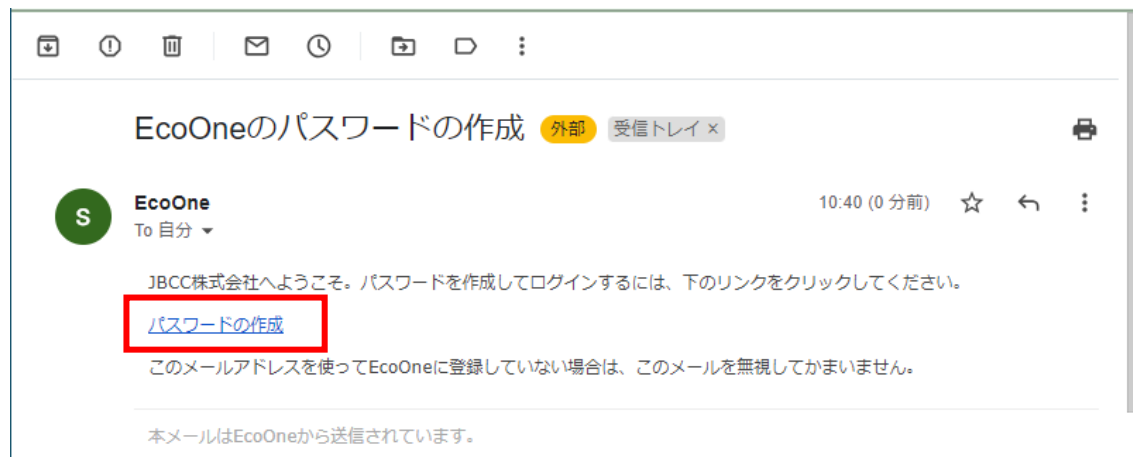 EcoOneのパスワードの作成 外部 受信トレイ ×
S
EcoOne 10:40 (0 分前)
To 自分
JBCC株式会社へようこそ。パスワードを作成してログインするには、下のリンクをクリックしてください。
パスワードの作成
このメールアドレスを使ってEcoOneに登録していない場合は、このメールを無視してかまいません。
本メールはEcoOneから送信されています。